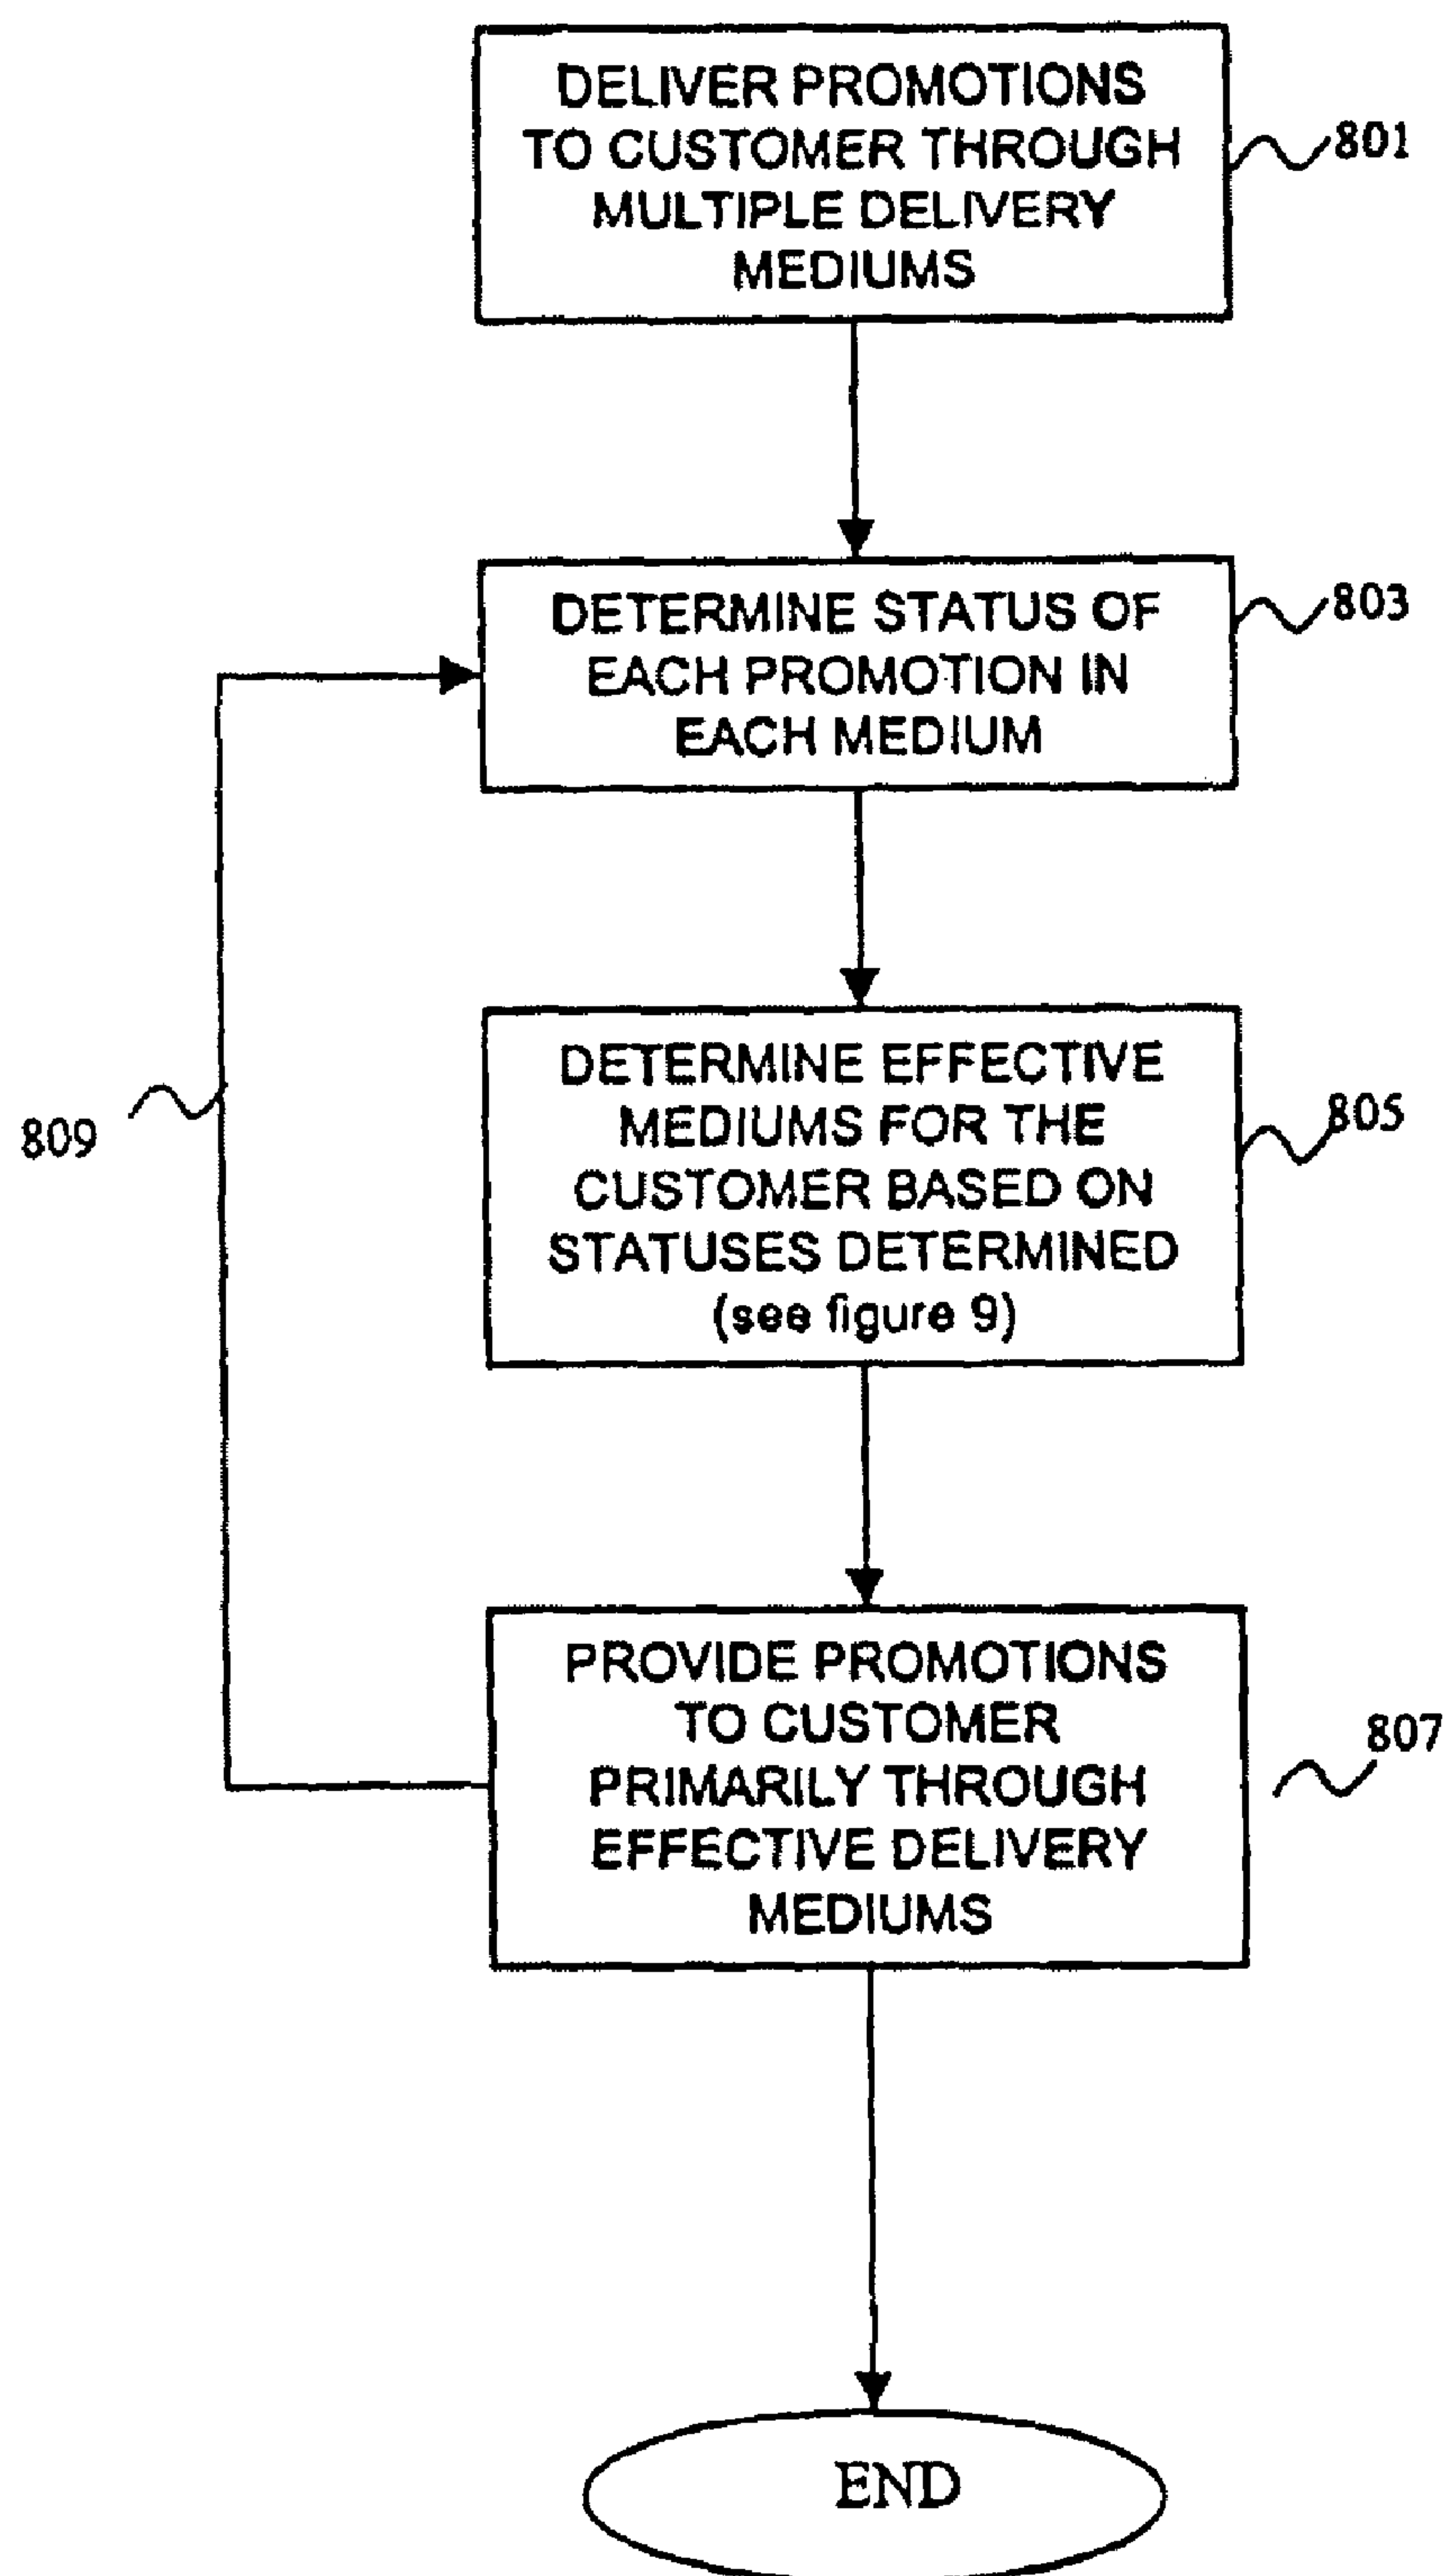 DELIVER PROMOTIONS
TO CUSTOMER THROUGH
MULTIPLE DELIVERY
MEDIUMS
801
DETERMINE STATUS OF
EACH PROMOTION IN
EACH MEDIUM
803
DETERMINE EFFECTIVE
MEDIUMS FOR THE
CUSTOMER BASED ON
STATUSES DETERMINED
(see figure 9)
805
809
PROVIDE PROMOTIONS
TO CUSTOMER
PRIMARILY THROUGH
EFFECTIVE DELIVERY
MEDIUMS
807
END